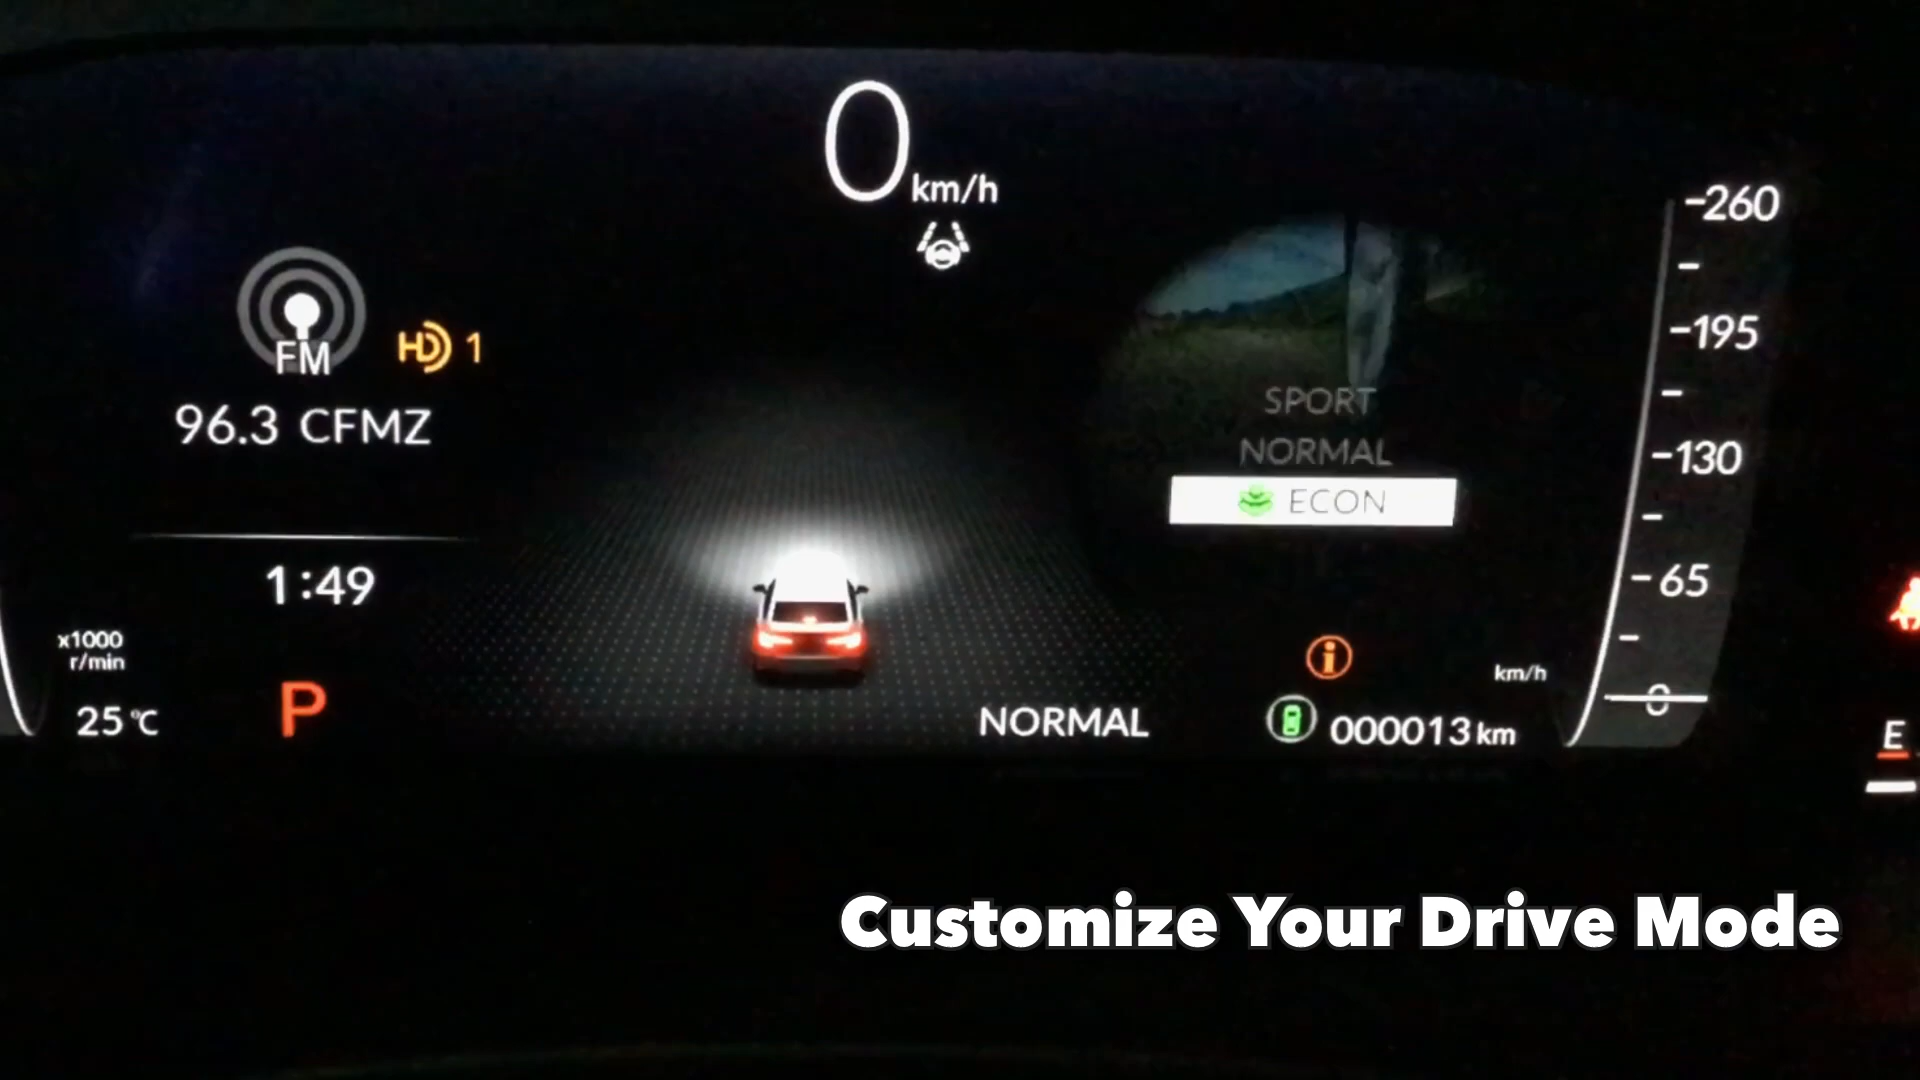 0 km/h
FM
HD 1
96.3 CFMZ
1:49
x1000
r/min
25 °C
P
SPORT
NORMAL
ECON
NORMAL
i
000013 km
km/h
260
195
130
65
0
E
Customize Your Drive Mode